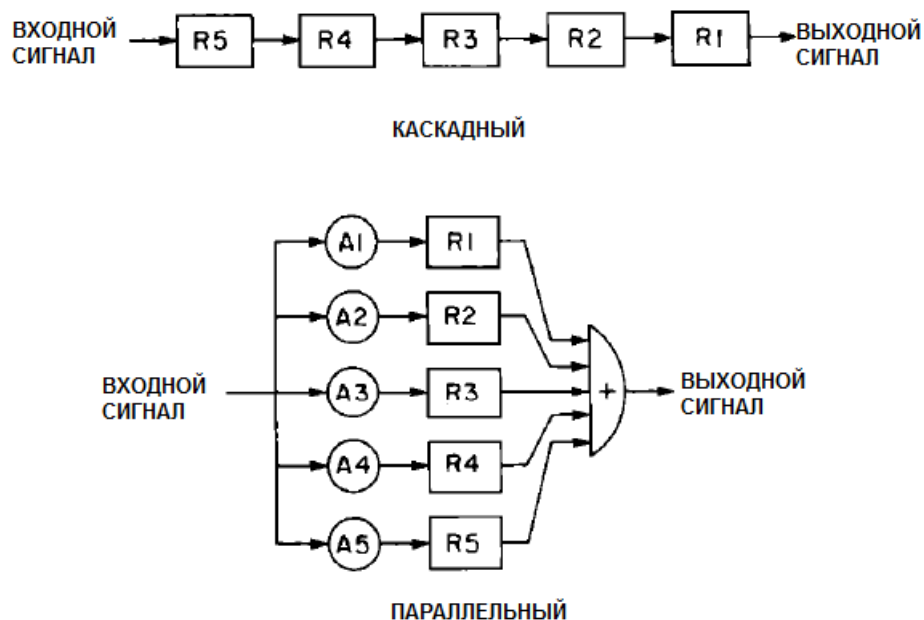 ВХОДНОЙ
СИГНАЛ
R5
R4
R3
R2
R1
ВЫХОДНОЙ
СИГНАЛ
КАСКАДНЫЙ
A1
R1
A2
R2
ВХОДНОЙ
СИГНАЛ
A3
R3
+
ВЫХОДНОЙ
СИГНАЛ
A4
R4
A5
R5
ПАРАЛЛЕЛЬНЫЙ